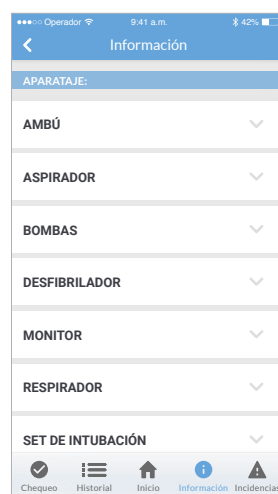 Operador 9:41 a.m. 42%
Información
APARATAJE:
AMBÚ
ASPIRADOR
BOMBAS
DESFIBRILADOR
MONITOR
RESPIRADOR
SET DE INTUBACIÓN
Chequeo Historial Inicio Información Incidencias